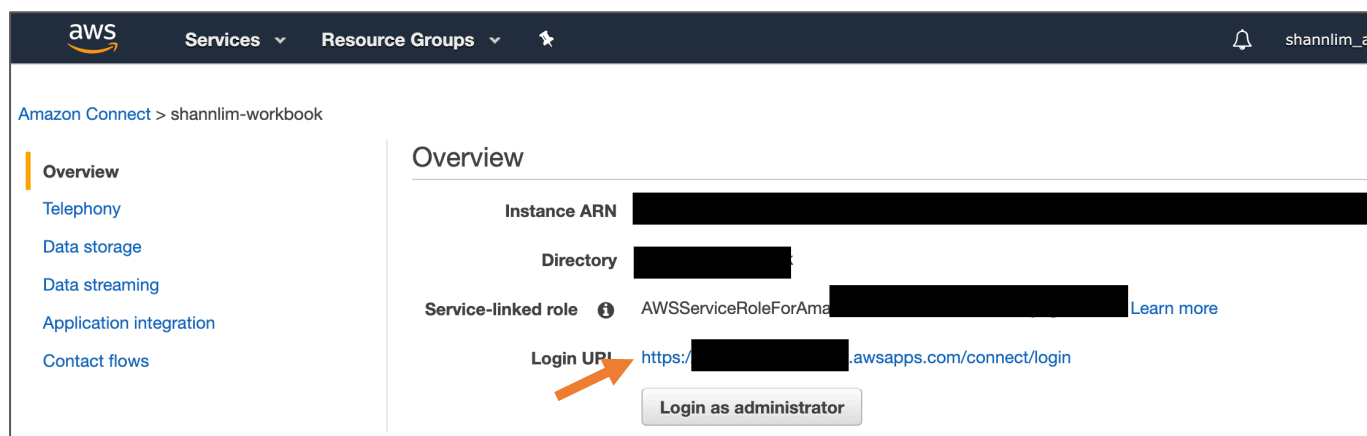 aws Services Resource Groups shannlim_a
Amazon Connect > shannlim-workbook
Overview
Telephony
Data storage
Data streaming
Application integration
Contact flows
Overview
Instance ARN
Directory
Service-linked role AWSServiceRoleForAma Learn more
Login URL https:/ .awsapps.com/connect/login
Login as administrator